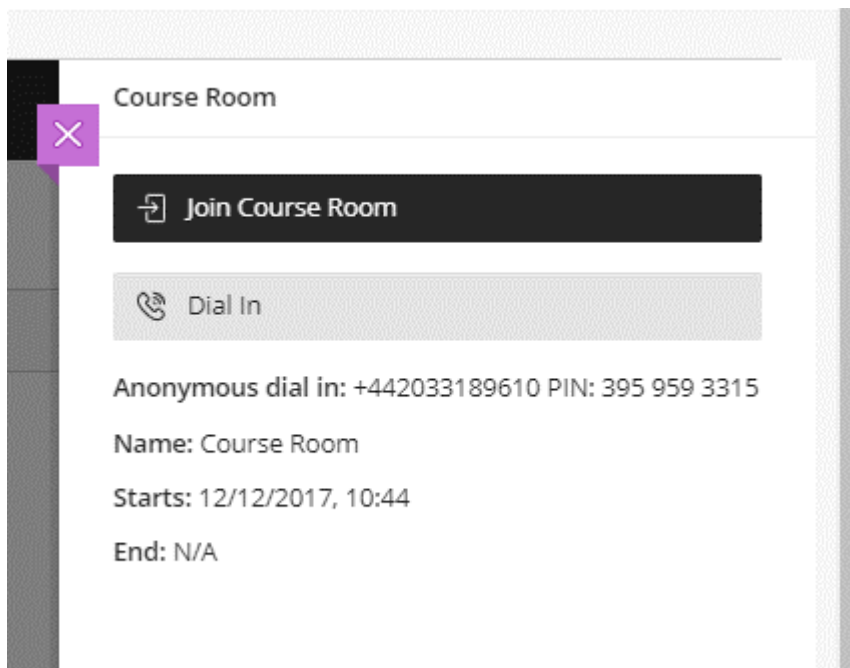 Course Room
Join Course Room
Dial In
Anonymous dial in: +442033189610 PIN: 395 959 3315
Name: Course Room
Starts: 12/12/2017, 10:44
End: N/A